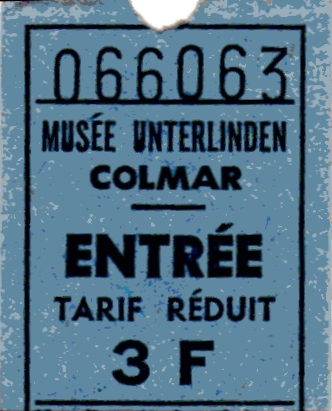 066063
MUSÉE UNTERLINDEN
COLMAR
ENTRÉE
TARIF RÉDUIT
3 F